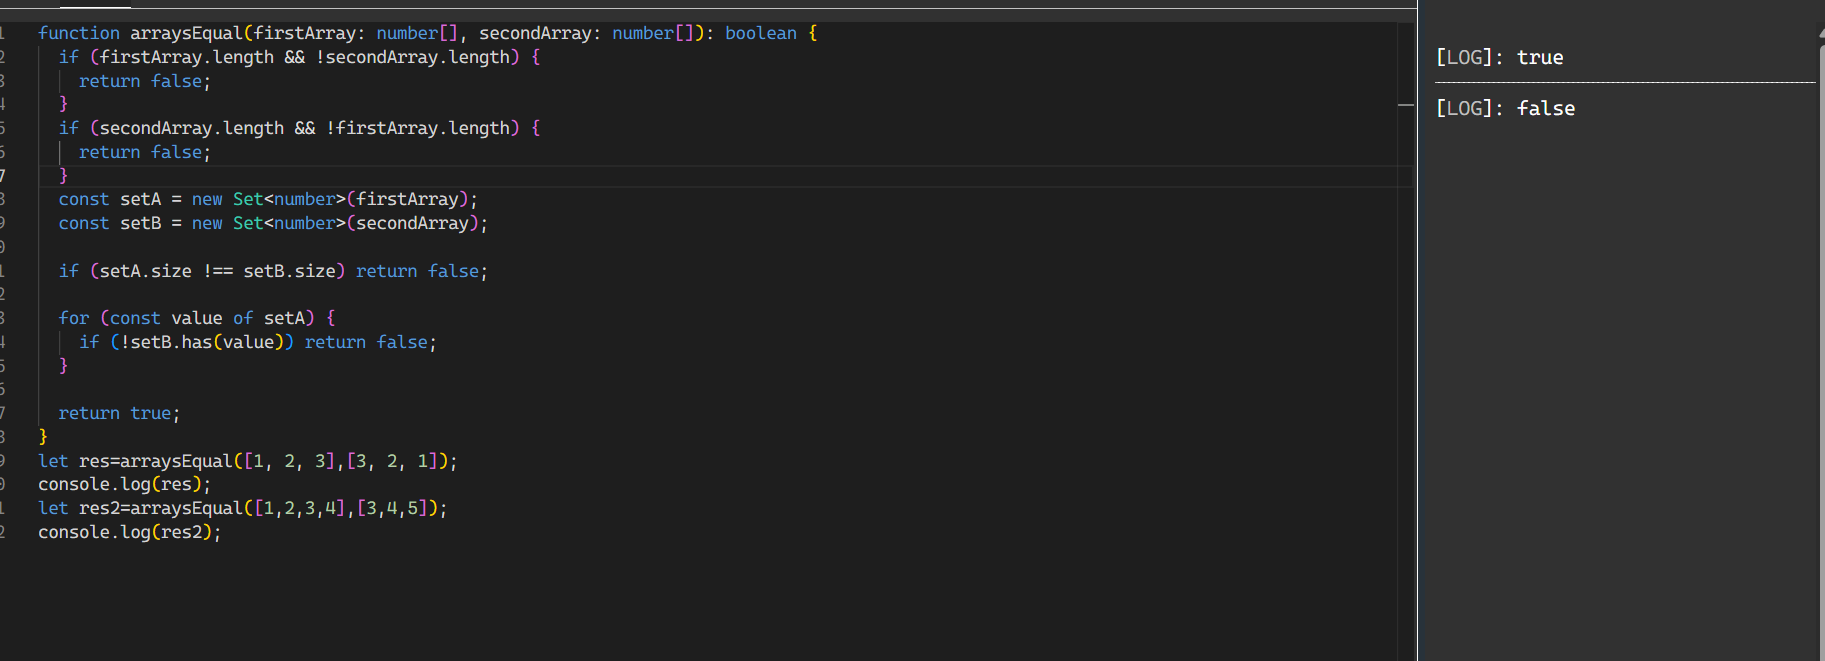 1 function arraysEqual(firstArray: number[], secondArray: number[]): boolean {
2 if (firstArray.length && !secondArray.length) {
3 return false;
4 }
5 if (secondArray.length && !firstArray.length) {
6 return false;
7 }
8 const setA = new Set<number>(firstArray);
9 const setB = new Set<number>(secondArray);
0
1 if (setA.size !== setB.size) return false;
2
3 for (const value of setA) {
4 if (!setB.has(value)) return false;
5 }
6
7 return true;
8 }
9 let res=arraysEqual([1, 2, 3],[3, 2, 1]);
0 console.log(res);
1 let res2=arraysEqual([1,2,3,4],[3,4,5]);
2 console.log(res2);
[LOG]: true
[LOG]: false